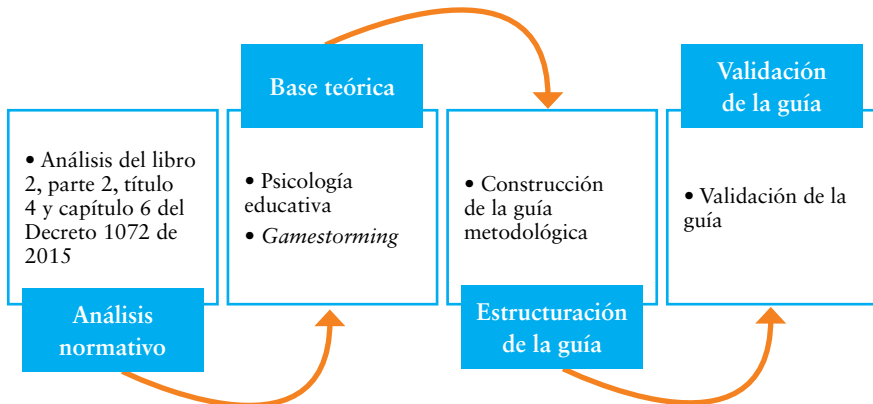 • Análisis del libro
2, parte 2, título
4 y capítulo 6 del
Decreto 1072 de
2015
Análisis
normativo
Base teórica
• Psicología
educativa
• Gamestorming
• Construcción
de la guía
metodológica
Estructuración
de la guía
Validación
de la guía
• Validación de la
guía